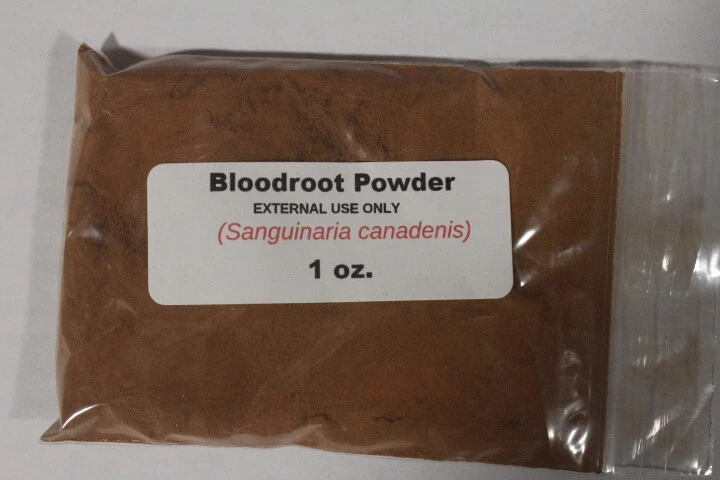 Bloodroot Powder
EXTERNAL USE ONLY
(Sanguinaria canadenis)
1 oz.